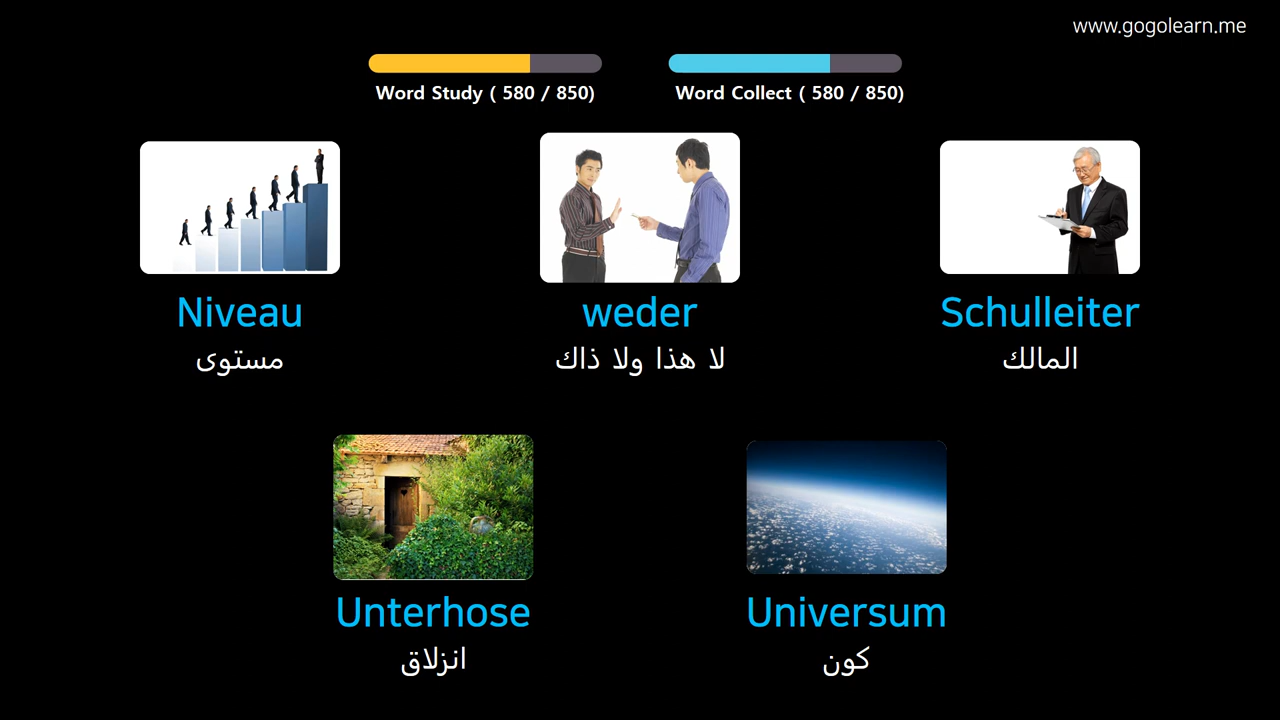 www.gogolearn.me
Word Study ( 580 / 850)
Word Collect ( 580 / 850)
Niveau
مستوى
weder
لا هذا ولا ذاك
Schulleiter
المالك
Unterhose
انزلاق
Universum
كون